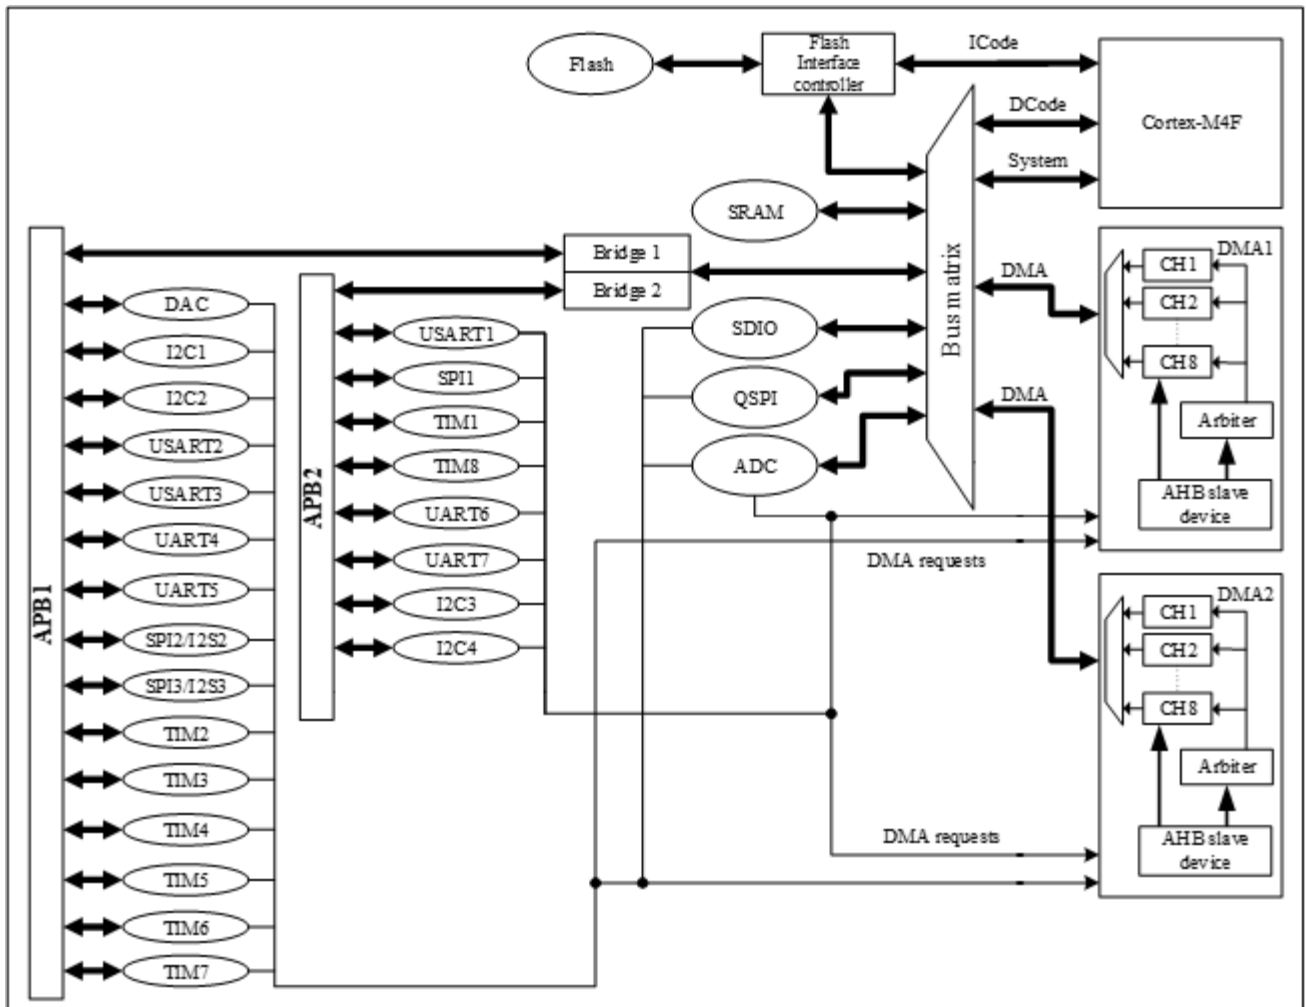 Flash
Flash
Interface
controller
ICode
DCode
System
Cortex-M4F
SRAM
Bus matrix
Bridge 1
Bridge 2
SDIO
QSPI
ADC
DMA
DMA
DMA1
CH1
CH2
CH8
Arbiter
AHB slave
device
DMA requests
DMA2
CH1
CH2
CH8
Arbiter
AHB slave
device
DMA requests
APB1
DAC
I2C1
I2C2
USART2
USART3
UART4
UART5
SPI2/I2S2
SPI3/I2S3
TIM2
TIM3
TIM4
TIM5
TIM6
TIM7
APB2
USART1
SPI1
TIM1
TIM8
UART6
UART7
I2C3
I2C4